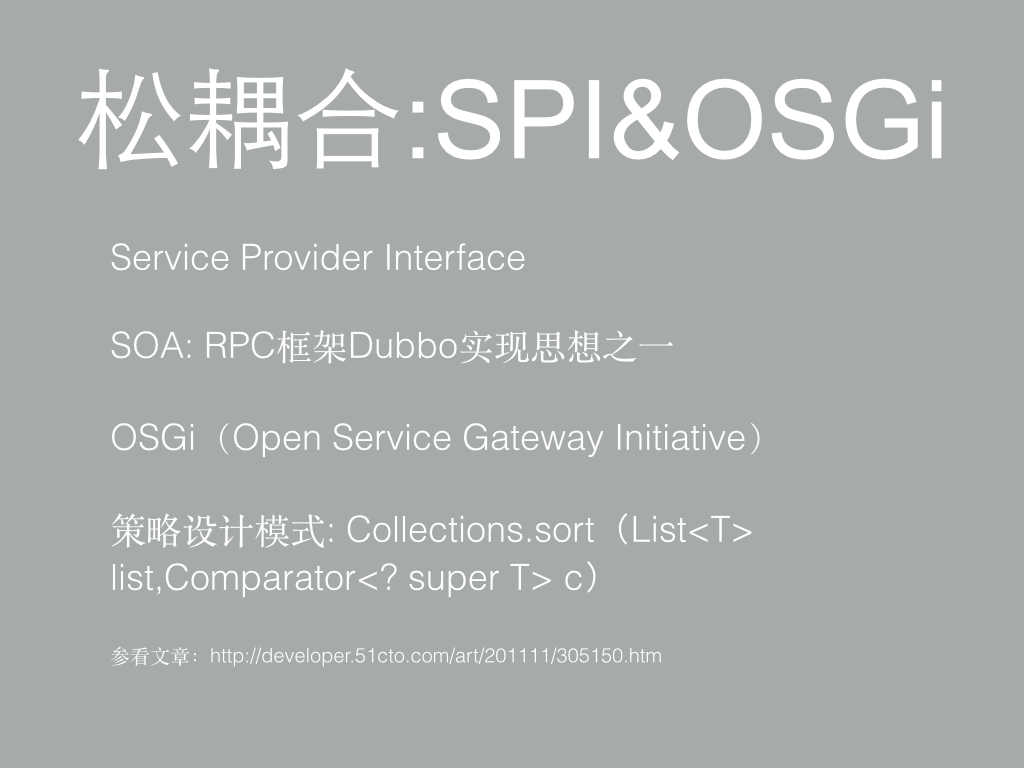 松耦合:SPI&OSGi
Service Provider Interface
SOA: RPC框架Dubbo实现思想之一
OSGi（Open Service Gateway Initiative）
策略设计模式: Collections.sort（List<T>
list,Comparator<? super T> c）
参看文章：http://developer.51cto.com/art/201111/305150.htm